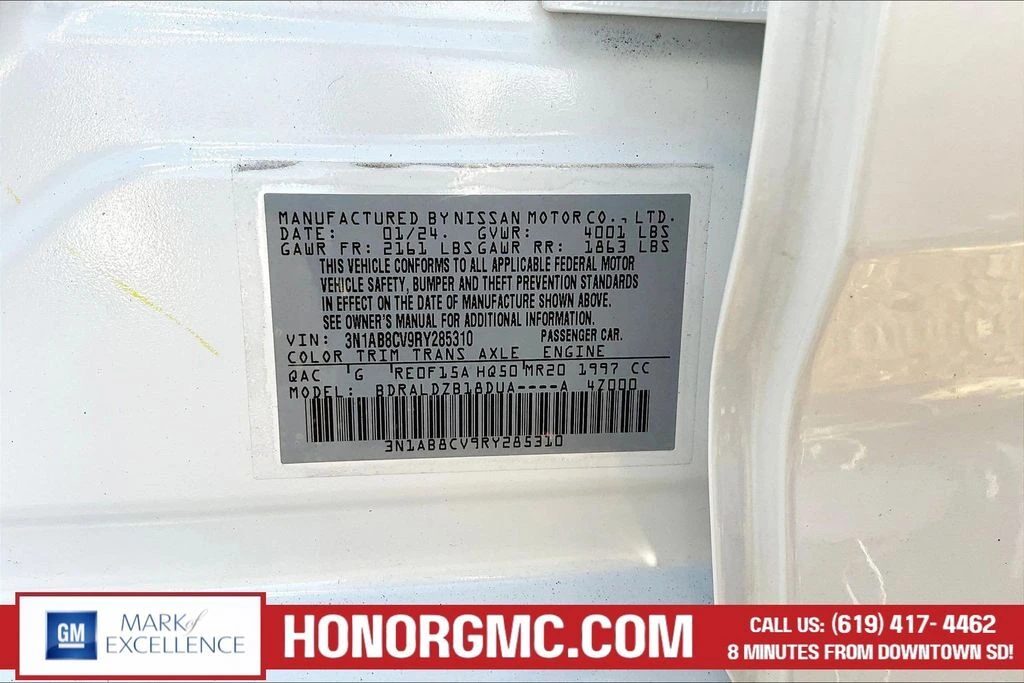 MANUFACTURED BY NISSAN MOTOR CO., LTD.
DATE: 01/24. GVWR: 4001 LBS
GAWR FR: 2161 LBS GAWR RR: 1863 LBS
THIS VEHICLE CONFORMS TO ALL APPLICABLE FEDERAL MOTOR
VEHICLE SAFETY, BUMPER AND THEFT PREVENTION STANDARDS
IN EFFECT ON THE DATE OF MANUFACTURE SHOWN ABOVE.
SEE OWNER'S MANUAL FOR ADDITIONAL INFORMATION.
VIN: 3N1AB8CV9RY285310 PASSENGER CAR.
COLOR TRIM TRANS AXLE ENGINE
QAC G RE0F15A HQ50 MR20 1997 CC
MODEL: BDRALDZB18DUA----A 47000
3N1AB8CV9RY285310
GM
MARK of
EXCELLENCE
HONORGMC.COM
CALL US: (619) 417- 4462
8 MINUTES FROM DOWNTOWN SD!